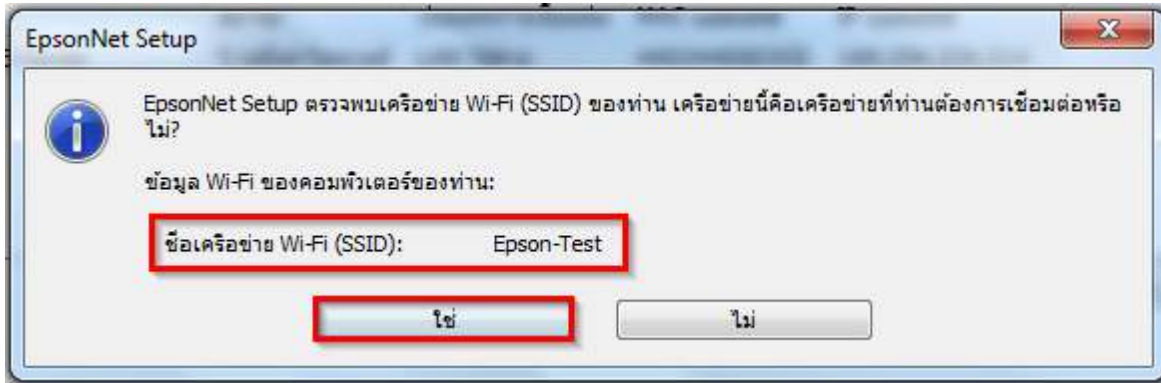 EpsonNet Setup
EpsonNet Setup ตรวจพบเครือข่าย Wi-Fi (SSID) ของท่าน เครือข่ายนี้คือเครือข่ายที่ท่านต้องการเชื่อมต่อหรือ
ไม่?
ข้อมูล Wi-Fi ของคอมพิวเตอร์ของท่าน:
ชื่อเครือข่าย Wi-Fi (SSID): Epson-Test
ใช่ ไม่